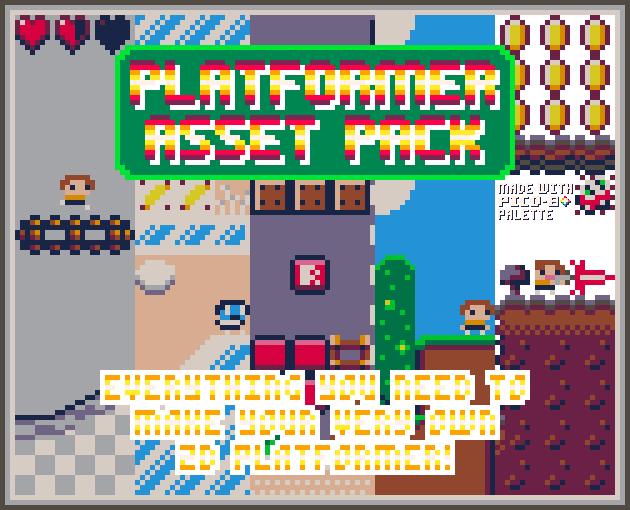 PLATFORMER
ASSET PACK
MADE WITH
PICO-8
PALETTE
EVERYTHING YOU NEED TO
MAKE YOUR VERY OWN
2D PLATFORMER!